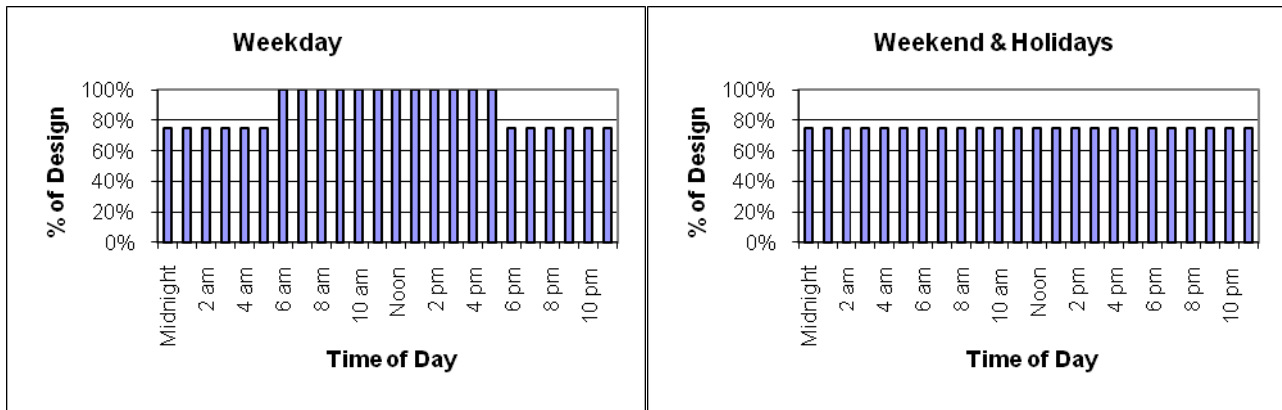 Weekday
100%
80%
60%
40%
20%
0%
% of Design
Midnight
2 am
4 am
6 am
8 am
10 am
Noon
2 pm
4 pm
6 pm
8 pm
10 pm
Time of Day
Weekend & Holidays
100%
80%
60%
40%
20%
0%
% of Design
Midnight
2 am
4 am
6 am
8 am
10 am
Noon
2 pm
4 pm
6 pm
8 pm
10 pm
Time of Day